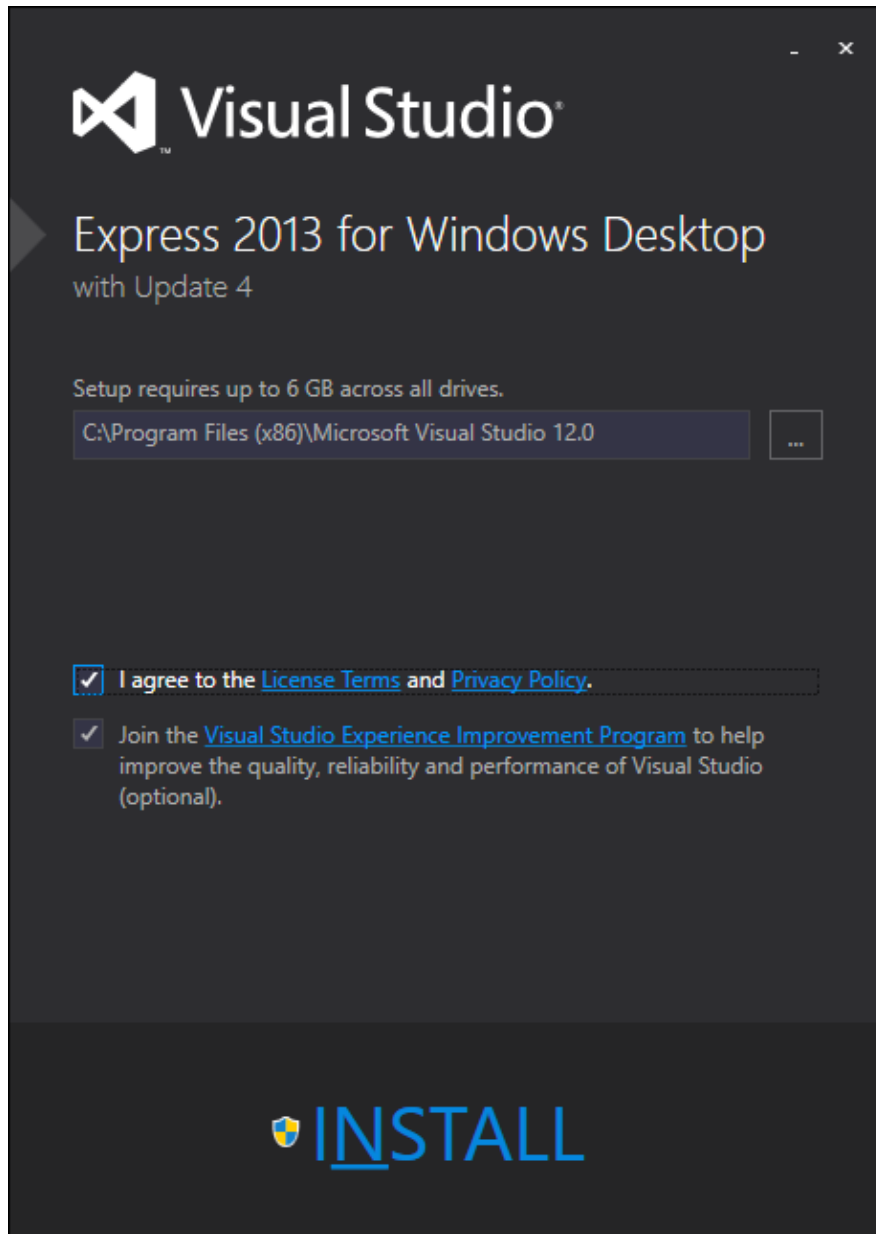 Visual Studio®
™
Express 2013 for Windows Desktop
with Update 4
Setup requires up to 6 GB across all drives.
C:\Program Files (x86)\Microsoft Visual Studio 12.0
...
I agree to the License Terms and Privacy Policy.
Join the Visual Studio Experience Improvement Program to help
improve the quality, reliability and performance of Visual Studio
(optional).
INSTALL